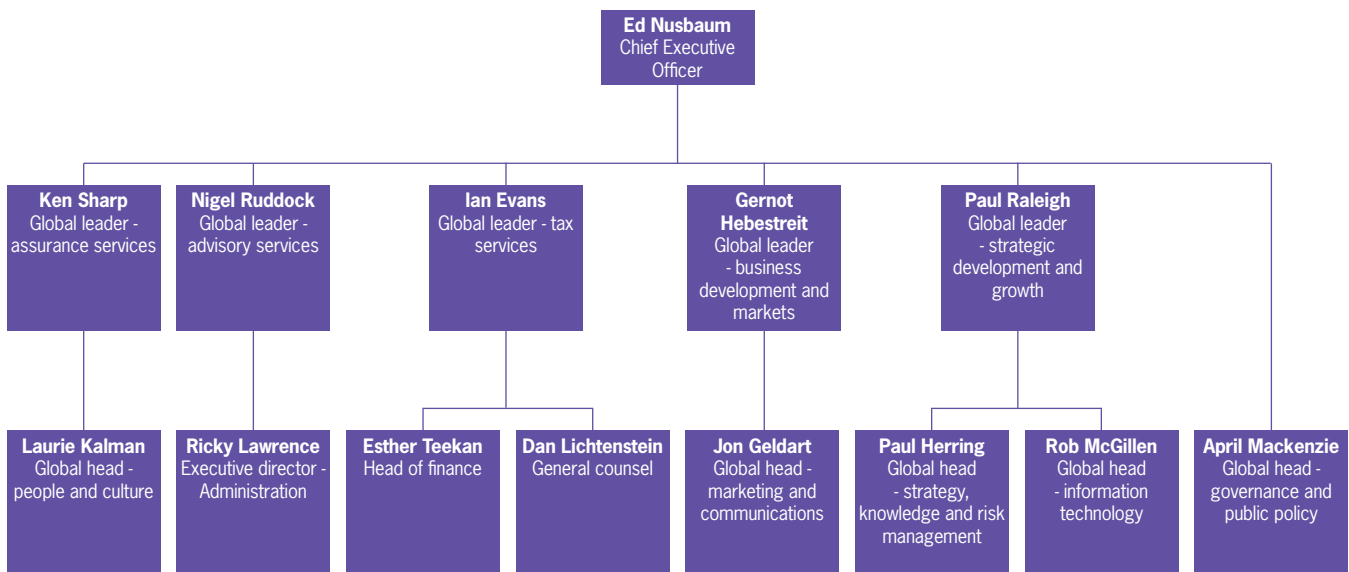 Ed Nusbaum
Chief Executive
Officer
Ken Sharp
Global leader -
assurance services
Nigel Ruddock
Global leader -
advisory services
Ian Evans
Global leader - tax
services
Gernot
Hebestreit
Global leader
- business
development and
markets
Paul Raleigh
Global leader
- strategic
development and
growth
Laurie Kalman
Global head -
people and culture
Ricky Lawrence
Executive director -
Administration
Esther Teekan
Head of finance
Dan Lichtenstein
General counsel
Jon Geldart
Global head -
marketing and
communications
Paul Herring
Global head
- strategy,
knowledge and risk
management
Rob McGillen
Global head
- information
technology
April Mackenzie
Global head -
governance and
public policy